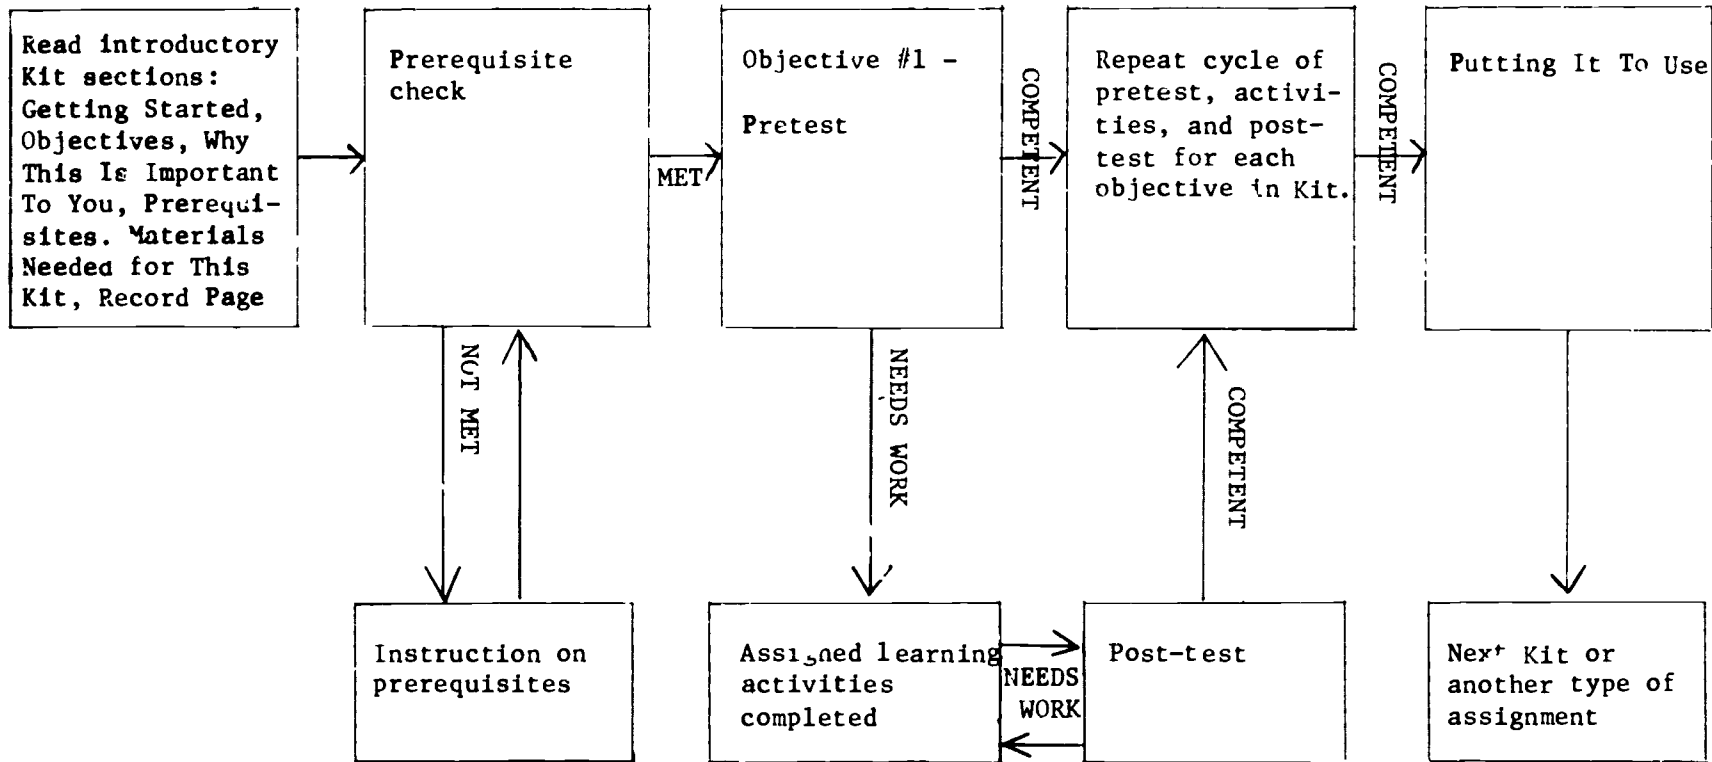 Read introductory
Kit sections:
Getting Started,
Objectives, Why
This Is Important
To You, Prerequi-
sites. Materials
Needed for This
Kit, Record Page
Prerequisite
check
MET
Objective #1 -
Pretest
COMPETENT
Repeat cycle of
pretest, activi-
ties, and post-
test for each
objective in Kit.
COMPETENT
Putting It To Use
NOT MET
NEEDS WORK
COMPETENT
Instruction on
prerequisites
Assigned learning
activities
completed
NEEDS
WORK
Post-test
Next Kit or
another type of
assignment